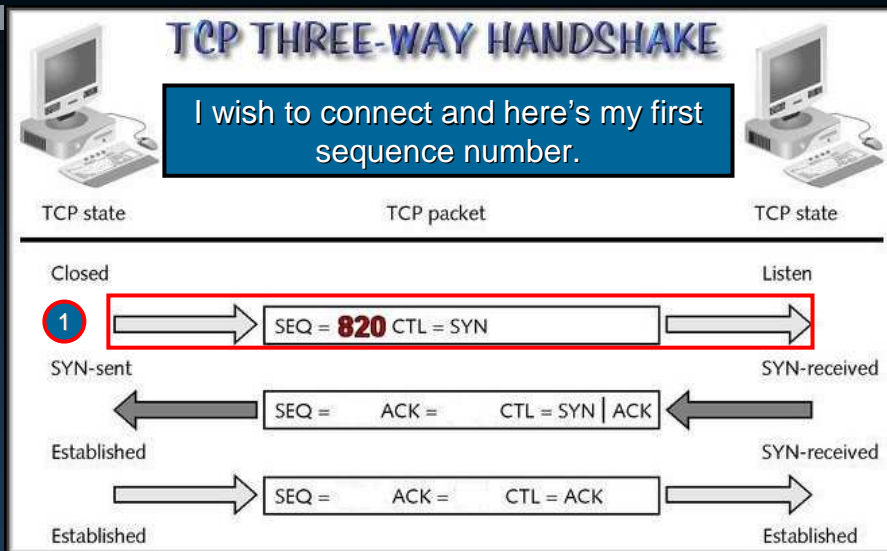 TCP THREE-WAY HANDSHAKE
I wish to connect and here's my first
sequence number.
TCP state TCP packet TCP state
Closed Listen
1 SEQ = 820 CTL = SYN
SYN-sent SYN-received
SEQ = ACK = CTL = SYN | ACK
Established SYN-received
SEQ = ACK = CTL = ACK
Established Established